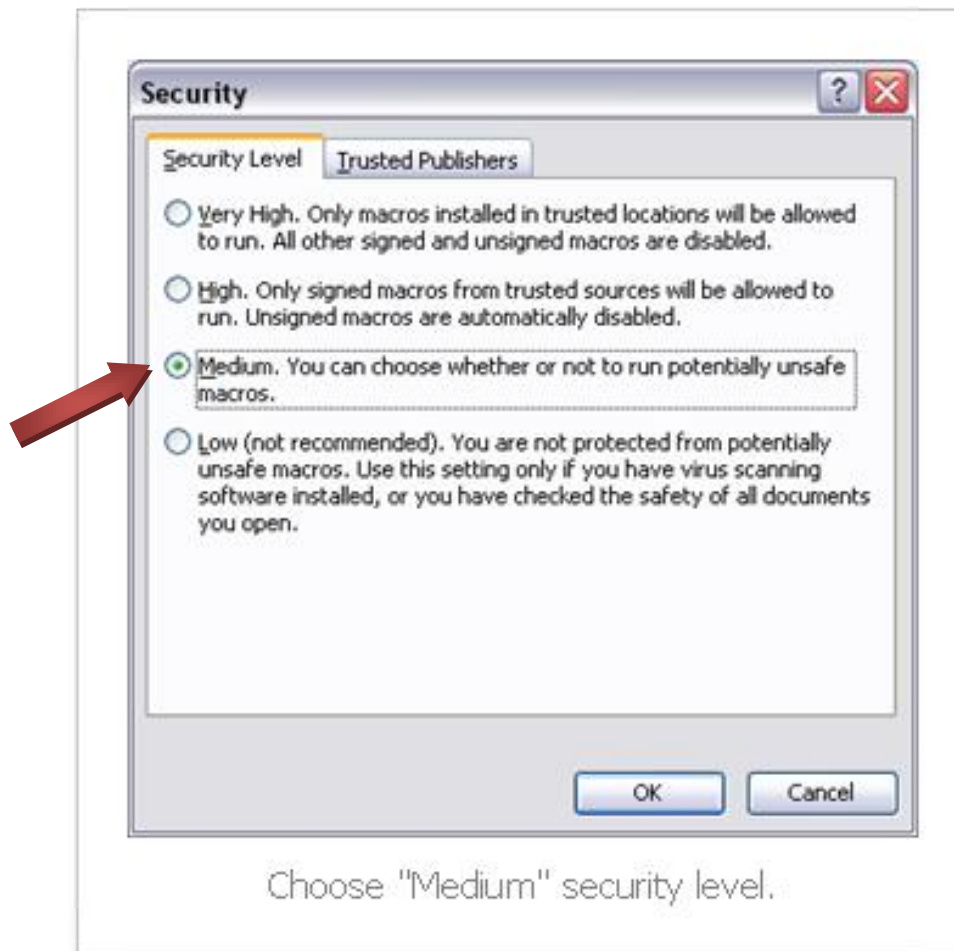 Security
Security Level
Trusted Publishers
Very High. Only macros installed in trusted locations will be allowed
to run. All other signed and unsigned macros are disabled.
High. Only signed macros from trusted sources will be allowed to
run. Unsigned macros are automatically disabled.
Medium. You can choose whether or not to run potentially unsafe
macros.
Low (not recommended). You are not protected from potentially
unsafe macros. Use this setting only if you have virus scanning
software installed, or you have checked the safety of all documents
you open.
OK
Cancel
Choose "Medium" security level.